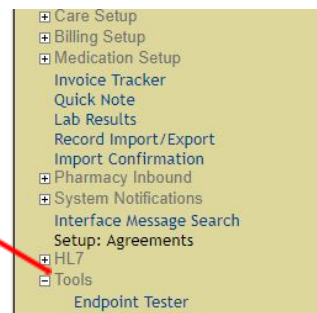 Care Setup
Billing Setup
Medication Setup
Invoice Tracker
Quick Note
Lab Results
Record Import/Export
Import Confirmation
Pharmacy Inbound
System Notifications
Interface Message Search
Setup: Agreements
HL7
Tools
Endpoint Tester